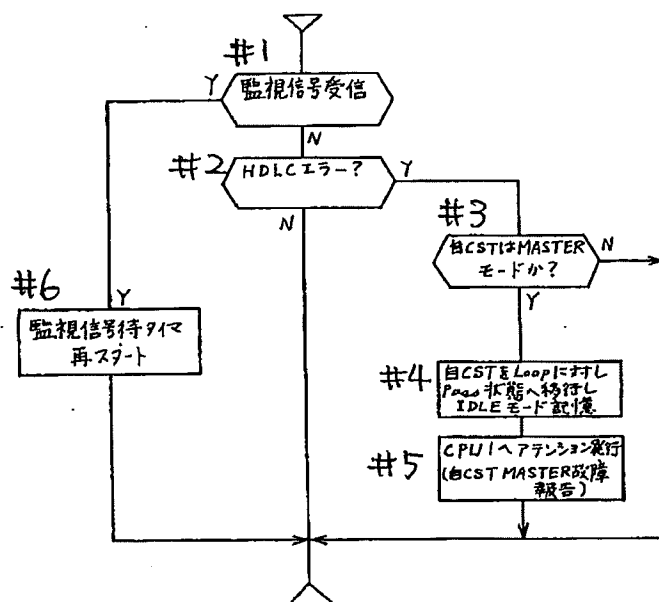 #1
Y
監視信号受信
N
#2
HDLCエラー?
Y
N
#3
自CSTはMASTER
モードか?
N
Y
#6
Y
監視信号待タイマ
再スタート
#4
自CSTをLoopに対し
Pass状態へ移行し
IDLEモード記憶
#5
CPU1へアテンション発行
(自CST MASTER故障
報告)